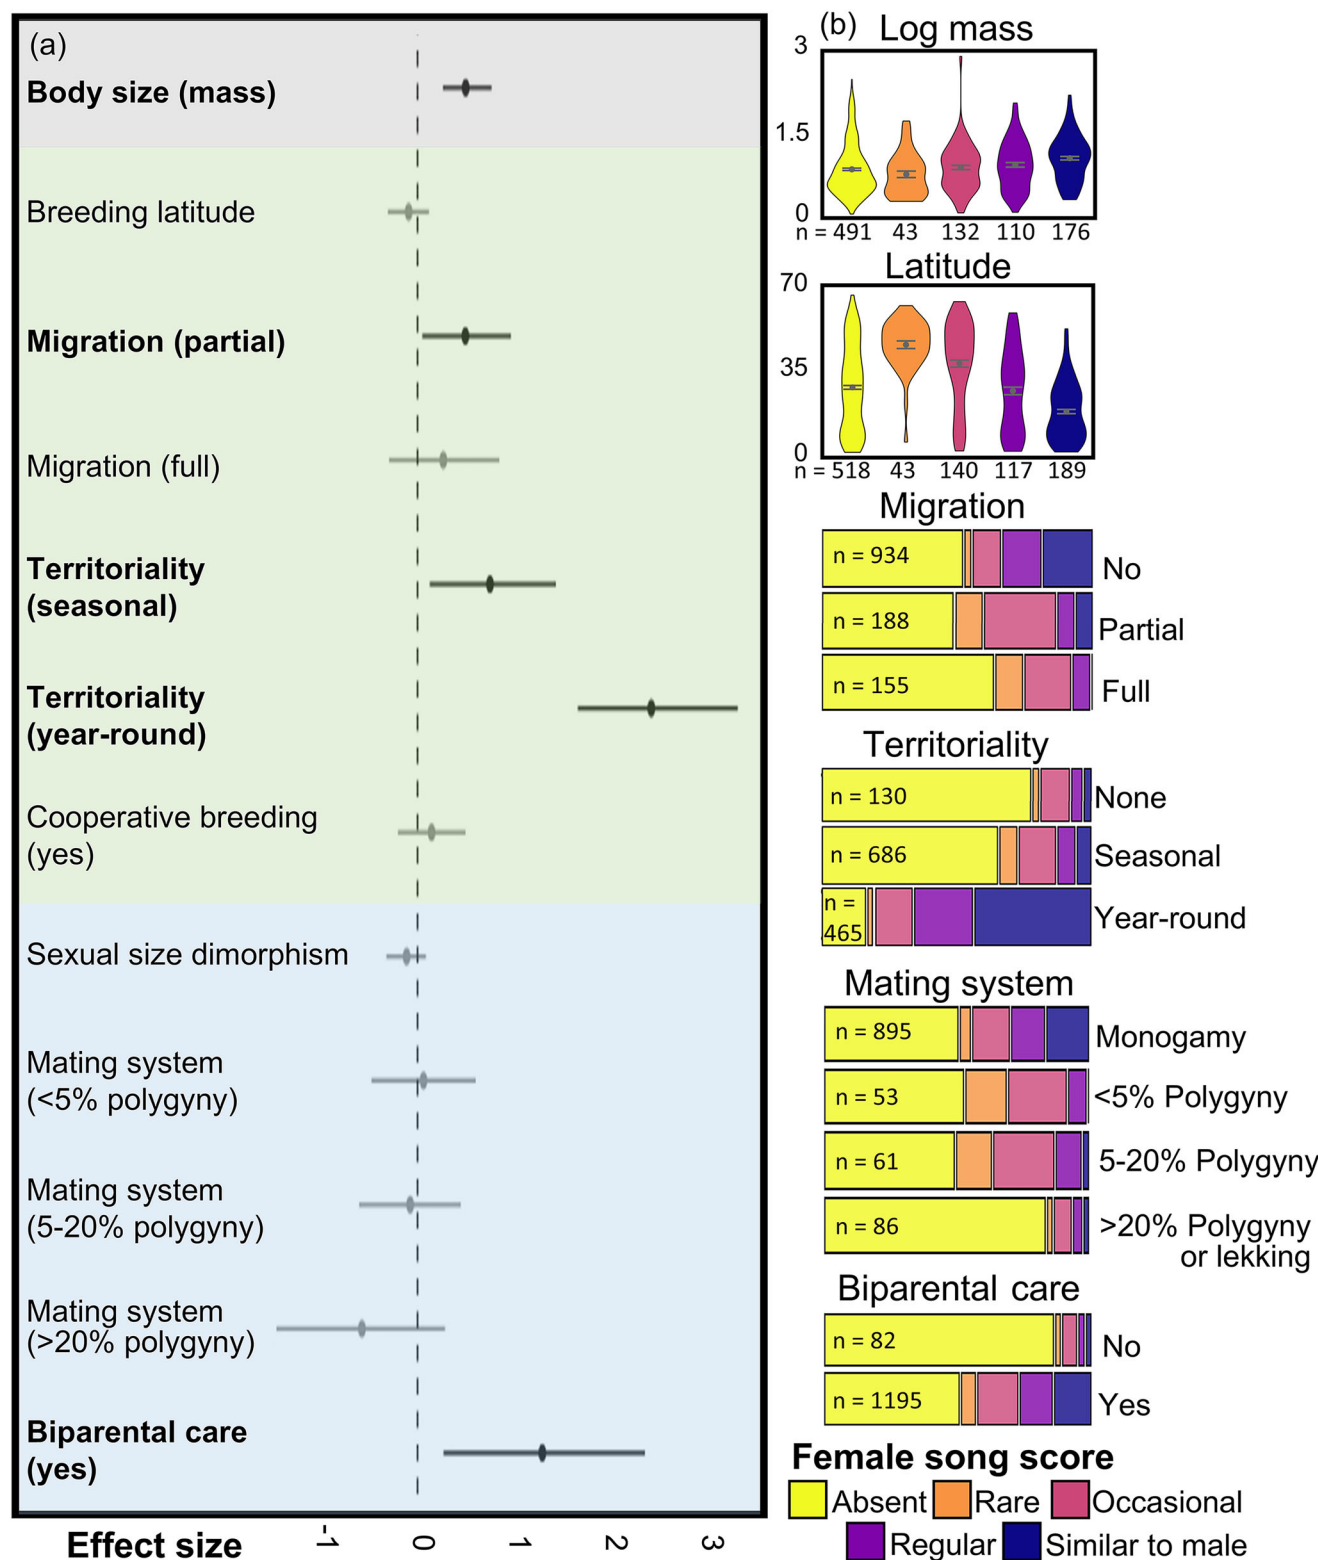 (a)
Body size (mass)
Breeding latitude
Migration (partial)
Migration (full)
Territoriality
(seasonal)
Territoriality
(year-round)
Cooperative breeding
(yes)
Sexual size dimorphism
Mating system
(<5% polygyny)
Mating system
(5-20% polygyny)
Mating system
(>20% polygyny)
Biparental care
(yes)
Effect size
-1 0 1 2 3
(b) Log mass
3
1.5
0
n = 491 43 132 110 176
Latitude
70
35
0
n = 518 43 140 117 189
Migration
n = 934 No
n = 188 Partial
n = 155 Full
Territoriality
n = 130 None
n = 686 Seasonal
n =
465 Year-round
Mating system
n = 895 Monogamy
n = 53 <5% Polygyny
n = 61 5-20% Polygyny
n = 86 >20% Polygyny
or lekking
Biparental care
n = 82 No
n = 1195 Yes
Female song score
Absent Rare Occasional
Regular Similar to male